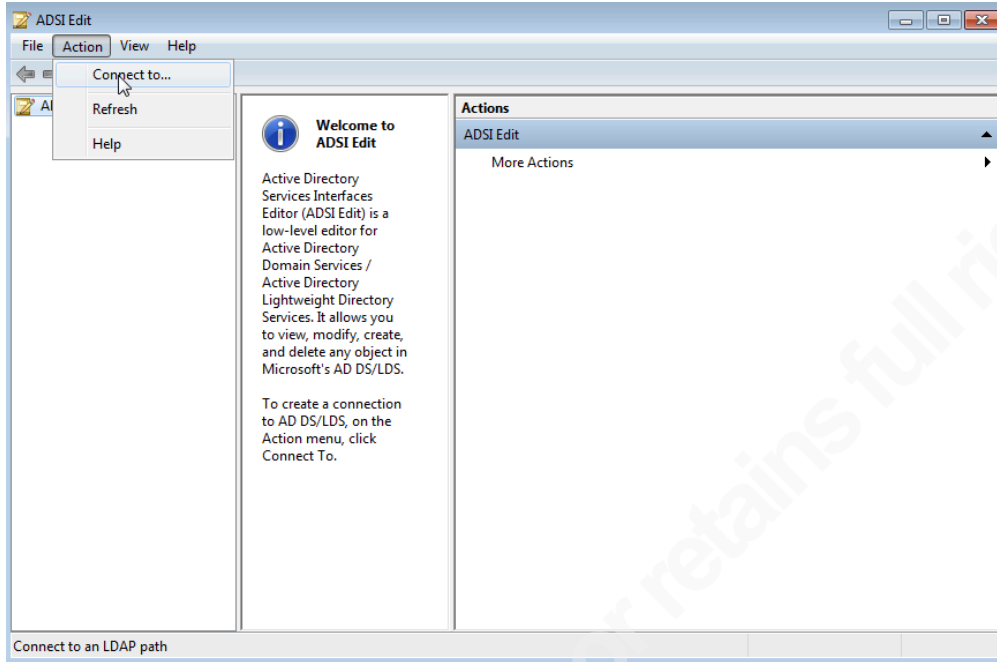 ADSI Edit
File Action View Help
Connect to...
Refresh
Help
Welcome to
ADSI Edit
Active Directory
Services Interfaces
Editor (ADSI Edit) is a
low-level editor for
Active Directory
Domain Services /
Active Directory
Lightweight Directory
Services. It allows you
to view, modify, create,
and delete any object in
Microsoft's AD DS/LDS.
To create a connection
to AD DS/LDS, on the
Action menu, click
Connect To.
Actions
ADSI Edit
More Actions
Connect to an LDAP path
retains full